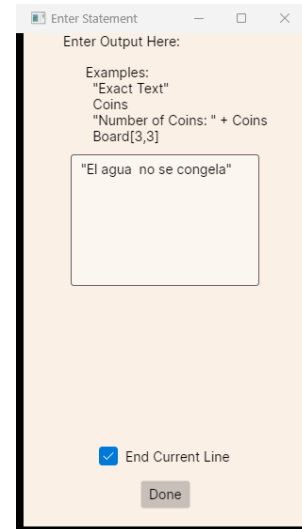 Enter Statement
Enter Output Here:
Examples:
"Exact Text"
Coins
"Number of Coins: " + Coins
Board[3,3]
"El agua  no se congela"
End Current Line
Done